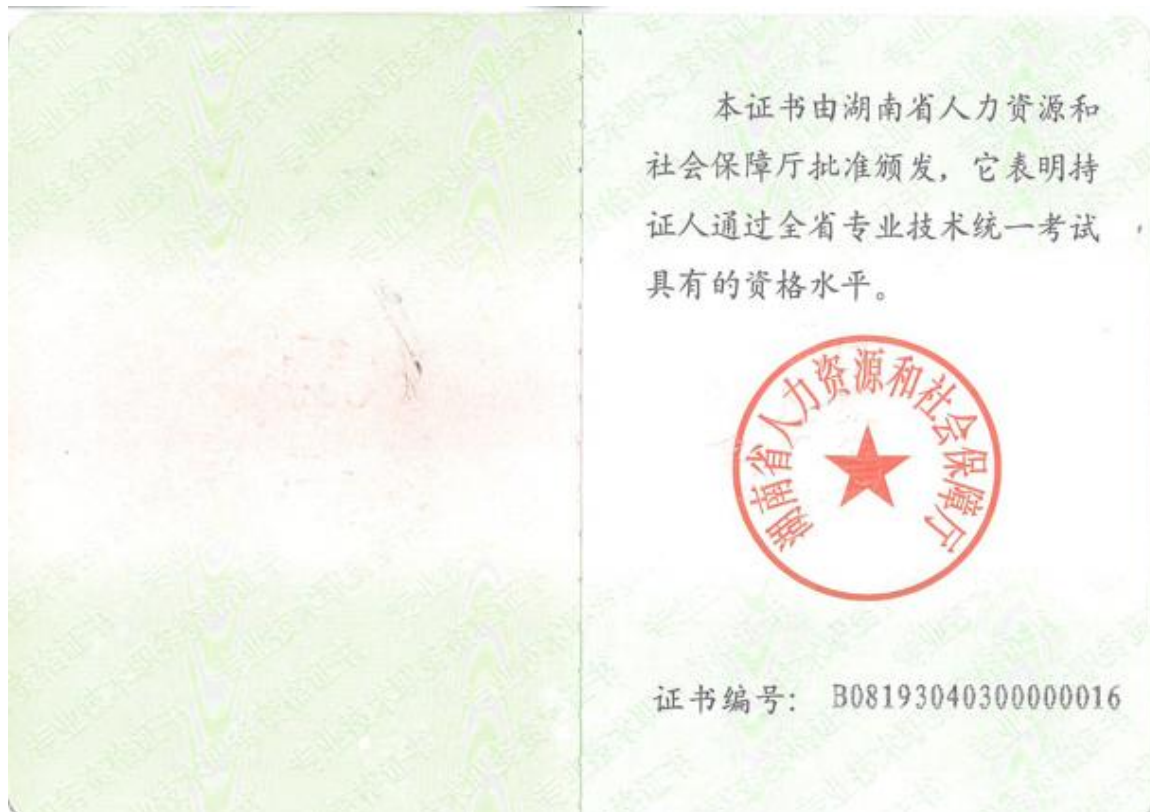 本证书由湖南省人力资源和
社会保障厅批准颁发，它表明持
证人通过全省专业技术统一考试
具有的资格水平。
湖南省人力资源和社会保障厅
证书编号： B08193040300000016